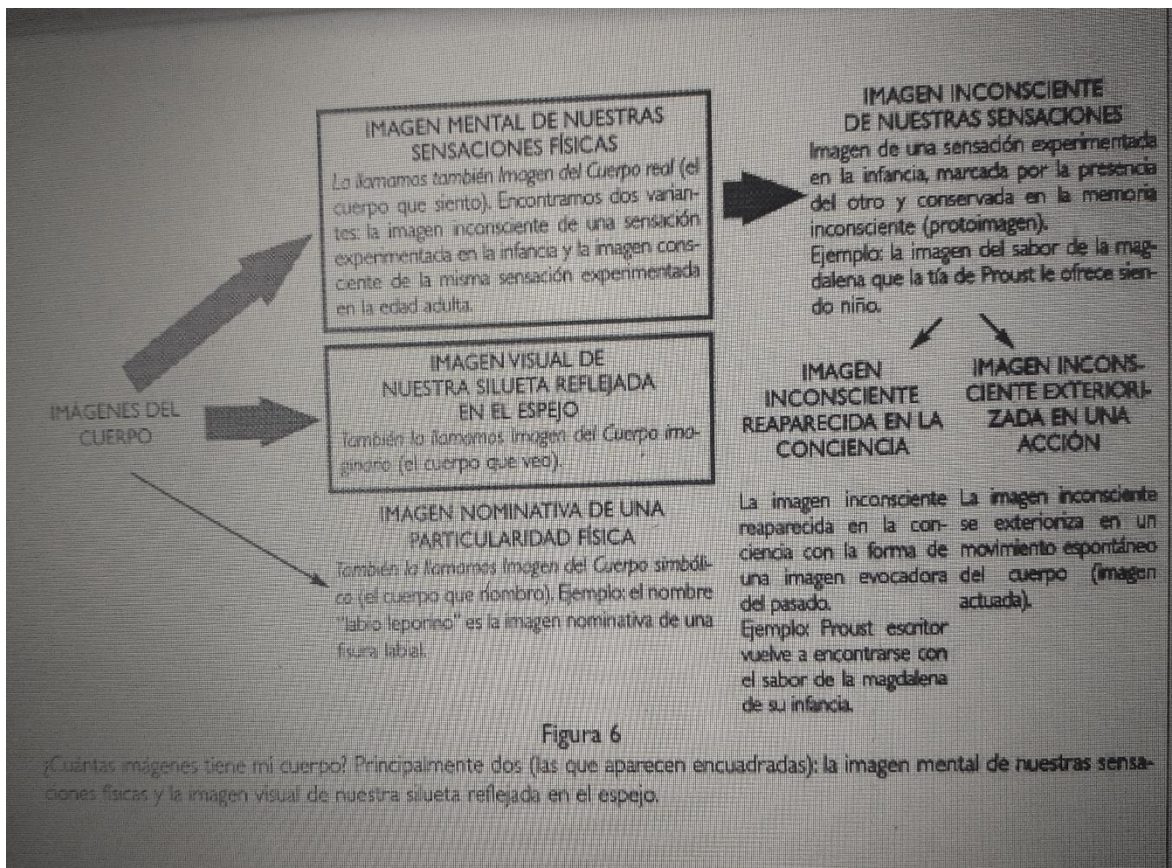 IMAGEN MENTAL DE NUESTRAS
SENSACIONES FÍSICAS
La llamamos también Imagen del Cuerpo real (el
cuerpo que siento). Encontramos dos varian-
tes: la imagen inconsciente de una sensación
experimentada en la infancia y la imagen cons-
ciente de la misma sensación experimentada
en la edad adulta.
IMAGEN INCONSCIENTE
DE NUESTRAS SENSACIONES
Imagen de una sensación experimentada
en la infancia, marcada por la presencia
del otro y conservada en la memoria
inconsciente (protoimagen).
Ejemplo: la imagen del sabor de la mag-
dalena que la tía de Proust le ofrece sien-
do niño.
IMÁGENES DEL
CUERPO
IMAGEN VISUAL DE
NUESTRA SILUETA REFLEJADA
EN EL ESPEJO
También la llamamos Imagen del Cuerpo ima-
ginario (el cuerpo que veo).
IMAGEN NOMINATIVA DE UNA
PARTICULARIDAD FÍSICA
También la llamamos Imagen del Cuerpo simbóli-
co (el cuerpo que nombro). Ejemplo: el nombre
"labio leporino" es la imagen nominativa de una
fisura labial.
IMAGEN
INCONSCIENTE
REAPARECIDA EN LA
CONCIENCIA
La imagen inconsciente
reaparecida en la con-
ciencia con la forma de
una imagen evocadora
del pasado.
Ejemplo: Proust escritor
vuelve a encontrarse con
el sabor de la magdalena
de su infancia.
IMAGEN INCONS-
CIENTE EXTERIORI-
ZADA EN UNA
ACCIÓN
La imagen inconsciente
se exterioriza en un
movimiento espontáneo
del cuerpo (imagen
actuada).
Figura 6
¿Cuántas imágenes tiene mi cuerpo? Principalmente dos (las que aparecen encuadradas): la imagen mental de nuestras sensa-
ciones físicas y la imagen visual de nuestra silueta reflejada en el espejo.